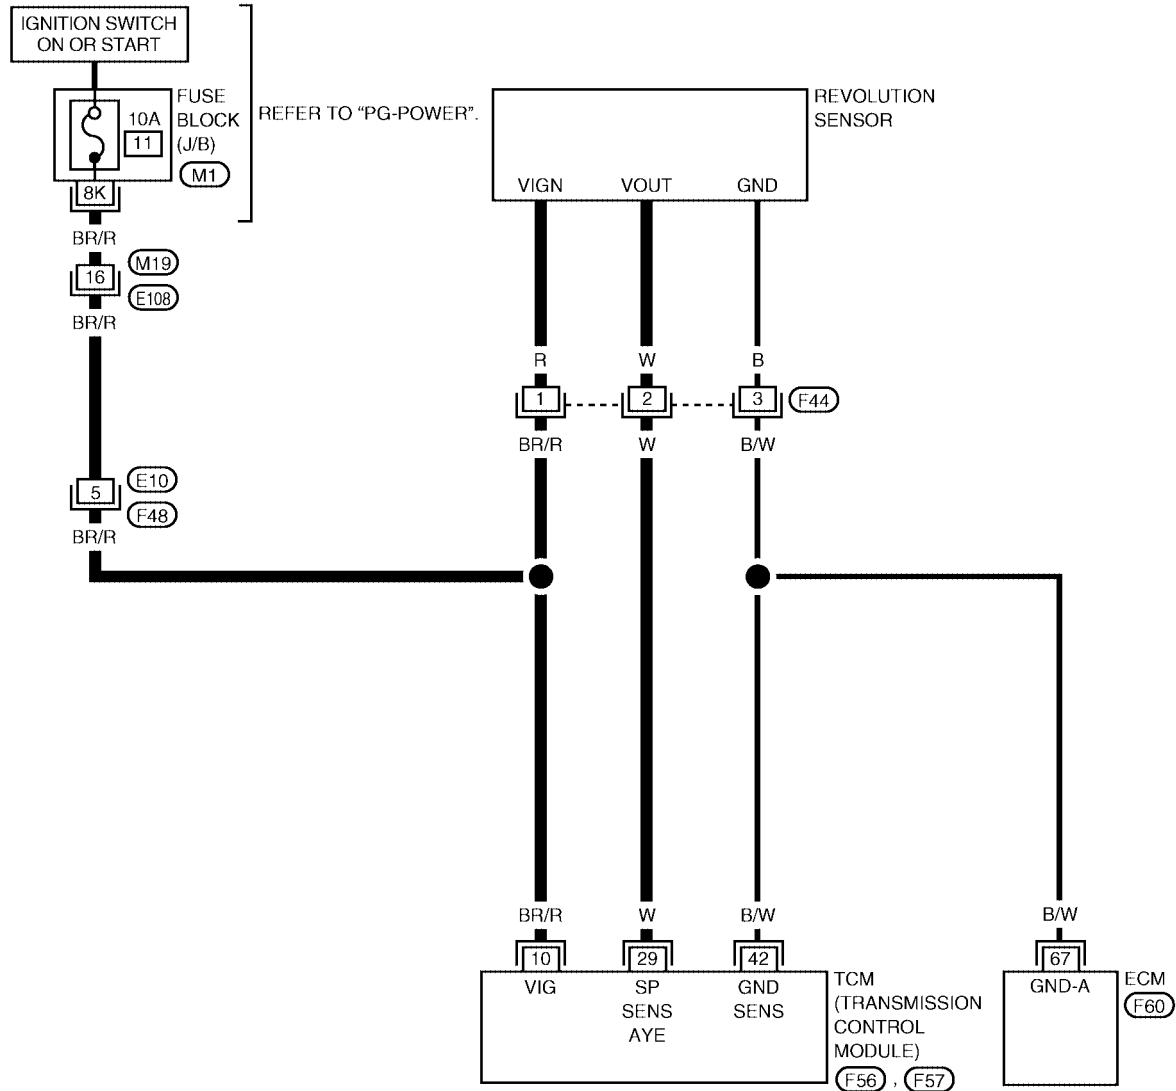 IGNITION SWITCH
ON OR START
FUSE
BLOCK
(J/B)
10A
11
M1
REFER TO “PG-POWER”.
8K
BR/R
16
M19
E108
BR/R
5
E10
F48
BR/R
REVOLUTION
SENSOR
VIGN VOUT GND
R W B
1 2 3 F44
BR/R W B/W
BR/R W B/W B/W
10 29 42 67
VIG
SP
SENS
AYE
GND
SENS
TCM
(TRANSMISSION
CONTROL
MODULE)
F56 , F57
GND-A
ECM
F60